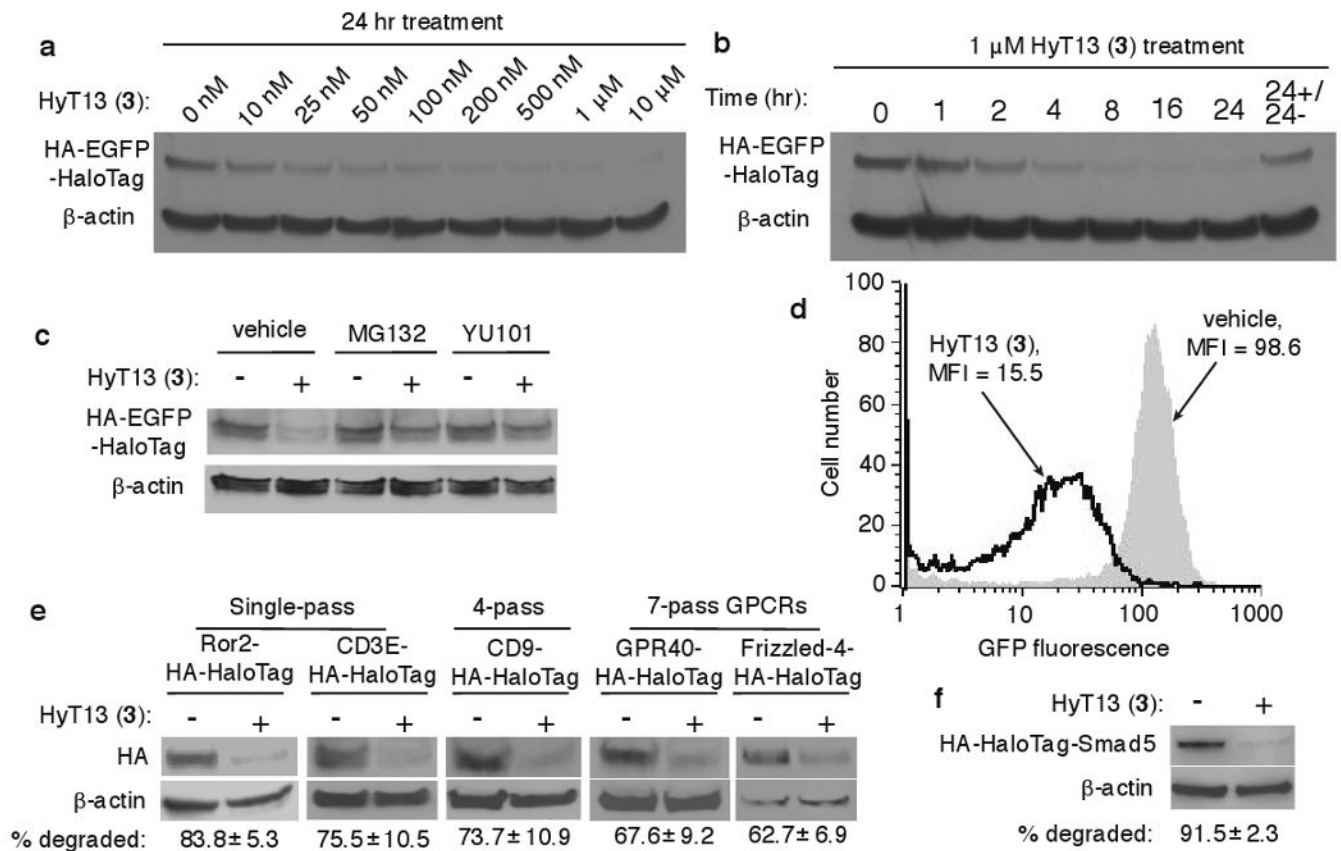 a
24 hr treatment
HyT13 (3):
0 nM 10 nM 25 nM 50 nM 100 nM 200 nM 500 nM 1 μM 10 μM
HA-EGFP
-HaloTag
β-actin
b
1 μM HyT13 (3) treatment
Time (hr): 0 1 2 4 8 16 24 24+/
24-
HA-EGFP
-HaloTag
β-actin
c
vehicle MG132 YU101
HyT13 (3): - + - + - +
HA-EGFP
-HaloTag
β-actin
d
HyT13 (3),
MFI = 15.5
vehicle,
MFI = 98.6
Cell number
100
80
60
40
20
0
1 10 100 1000
GFP fluorescence
e
Single-pass 4-pass 7-pass GPCRs
Ror2-
HA-HaloTag
CD3E-
HA-HaloTag
CD9-
HA-HaloTag
GPR40-
HA-HaloTag
Frizzled-4-
HA-HaloTag
HyT13 (3): - + - + - + - + - +
HA
β-actin
% degraded: 83.8± 5.3 75.5± 10.5 73.7± 10.9 67.6± 9.2 62.7± 6.9
f
HyT13 (3): - +
HA-HaloTag-Smad5
β-actin
% degraded: 91.5± 2.3